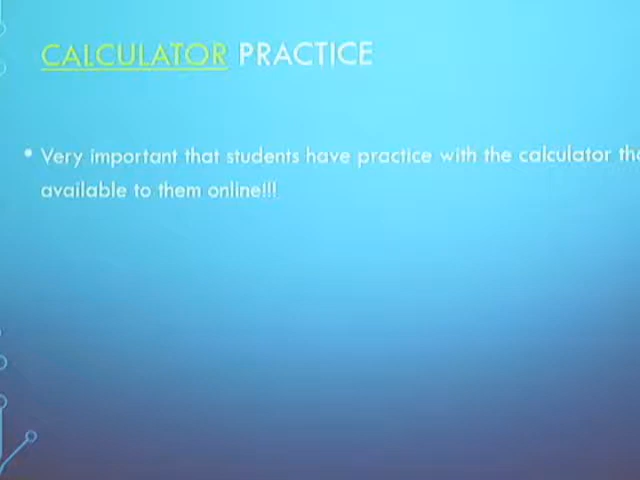 CALCULATOR PRACTICE
• Very important that students have practice with the calculator
available to them online!!!